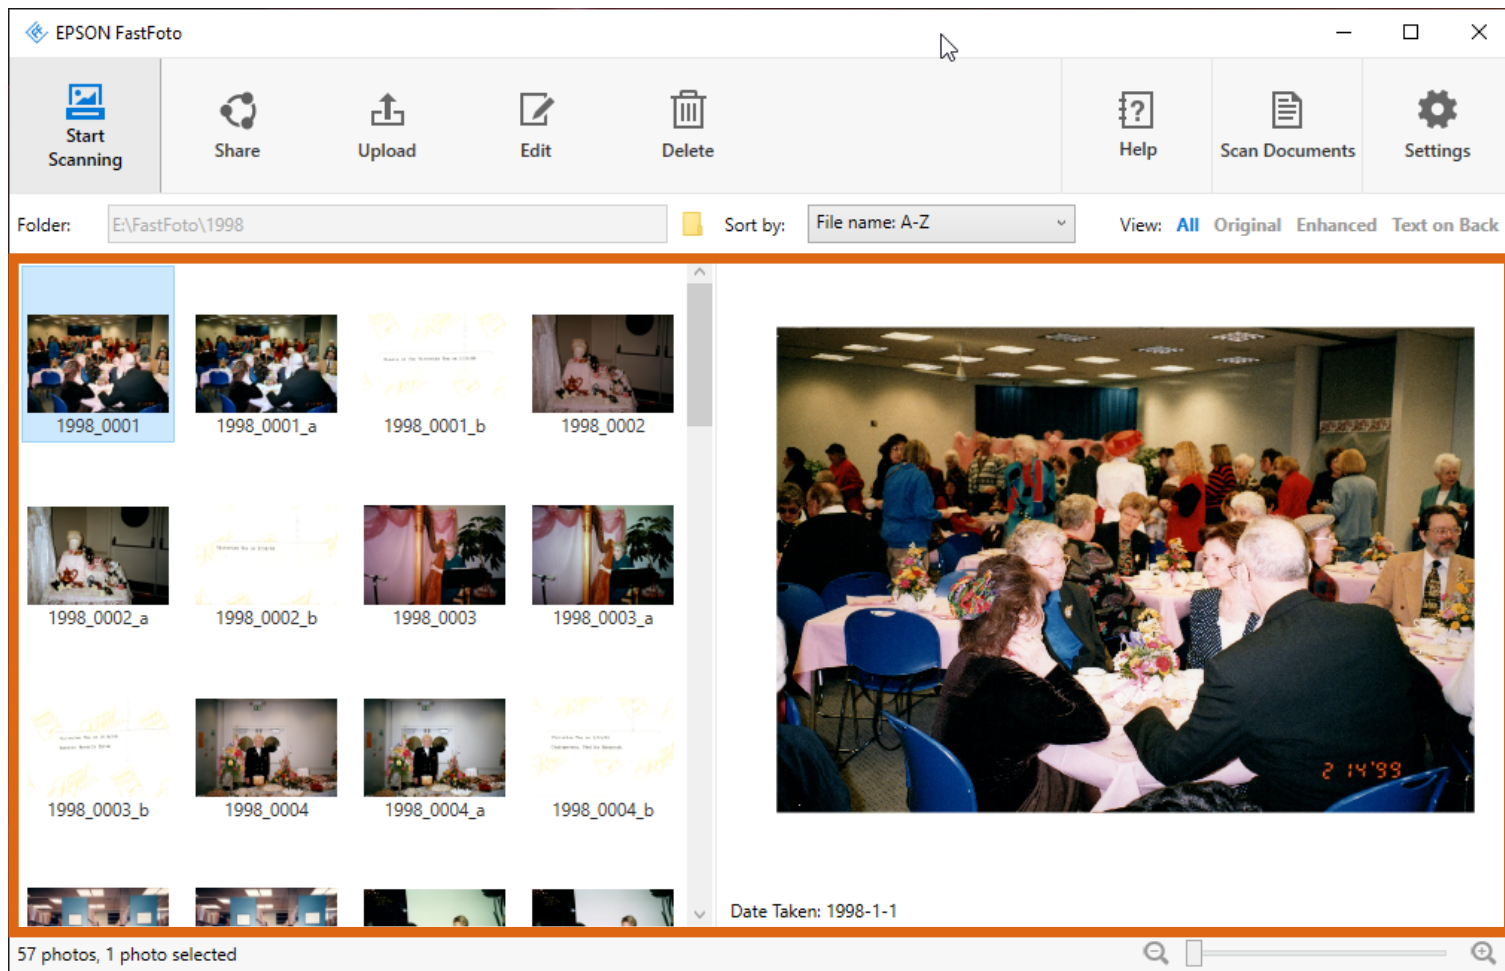 EPSON FastFoto
Start
Scanning
Share
Upload
Edit
Delete
Help
Scan Documents
Settings
Folder:
E:\FastFoto\1998
Sort by:
File name: A-Z
View: All Original Enhanced Text on Back
1998_0001
1998_0001_a
1998_0001_b
1998_0002
1998_0002_a
1998_0002_b
1998_0003
1998_0003_a
1998_0003_b
1998_0004
1998_0004_a
1998_0004_b
2 14'99
Date Taken: 1998-1-1
57 photos, 1 photo selected